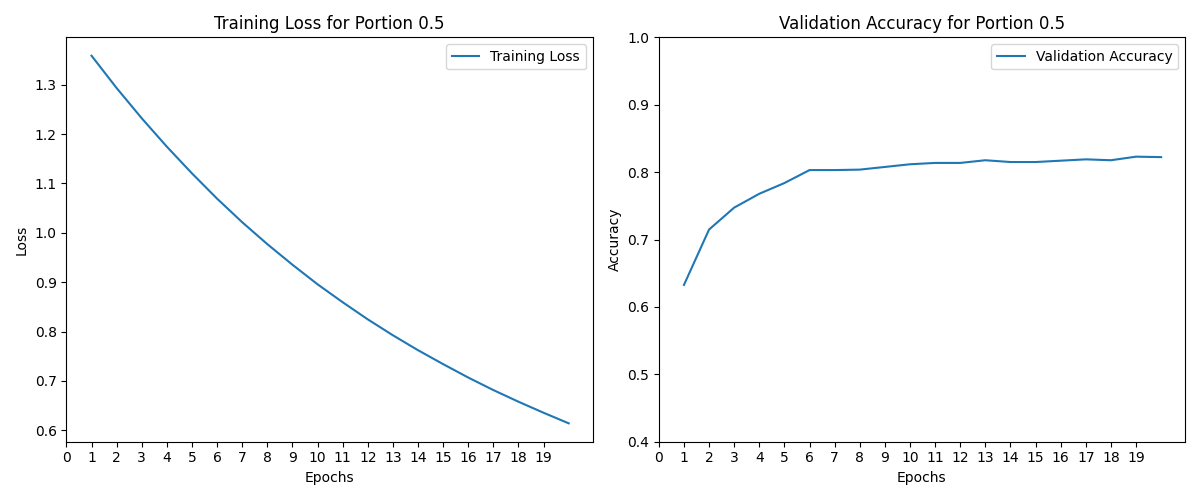 Training Loss for Portion 0.5
Training Loss
1.3
1.2
1.1
1.0
0.9
0.8
0.7
0.6
Loss
0 1 2 3 4 5 6 7 8 9 10 11 12 13 14 15 16 17 18 19
Epochs
Validation Accuracy for Portion 0.5
Validation Accuracy
1.0
0.9
0.8
0.7
0.6
0.5
0.4
Accuracy
0 1 2 3 4 5 6 7 8 9 10 11 12 13 14 15 16 17 18 19
Epochs